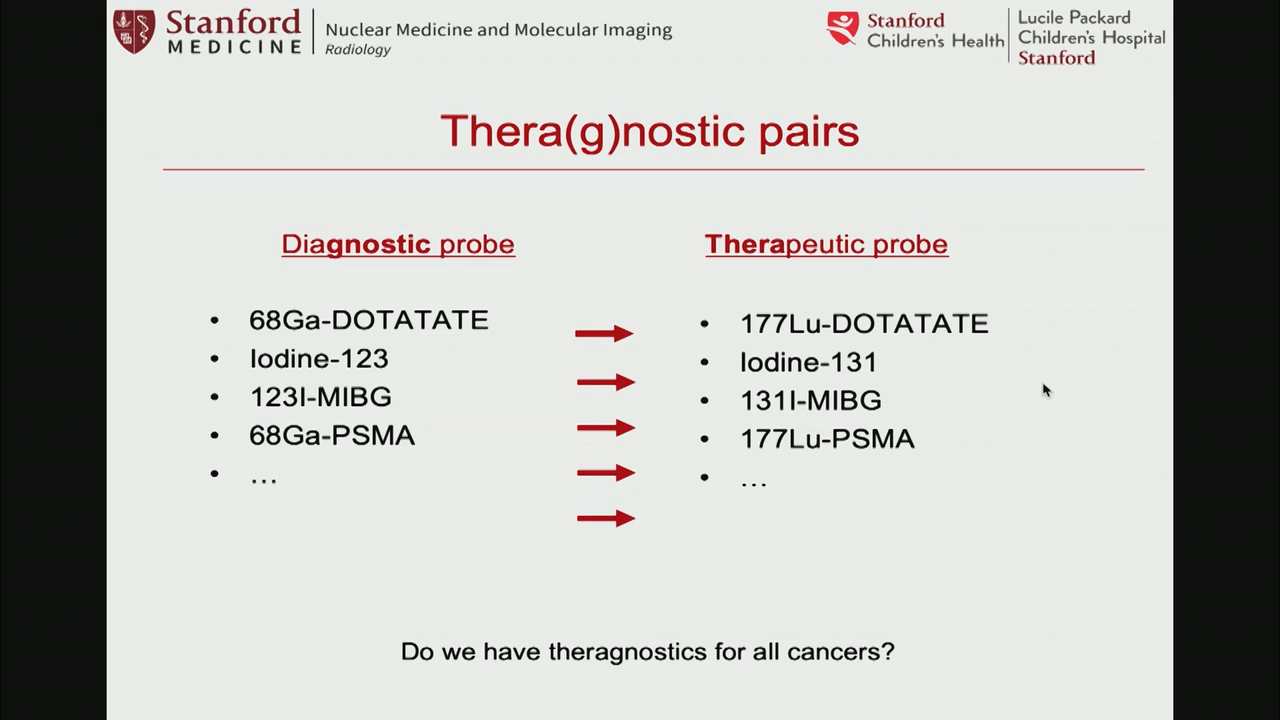 Stanford
MEDICINE
Nuclear Medicine and Molecular Imaging
Radiology
Stanford
Children's Health
Lucile Packard
Children's Hospital
Stanford
Thera(g)nostic pairs
Diagnostic probe
• 68Ga-DOTATATE
• Iodine-123
• 123I-MIBG
• 68Ga-PSMA
• ...
Therapeutic probe
• 177Lu-DOTATATE
• Iodine-131
• 131I-MIBG
• 177Lu-PSMA
• ...
Do we have theragnostics for all cancers?